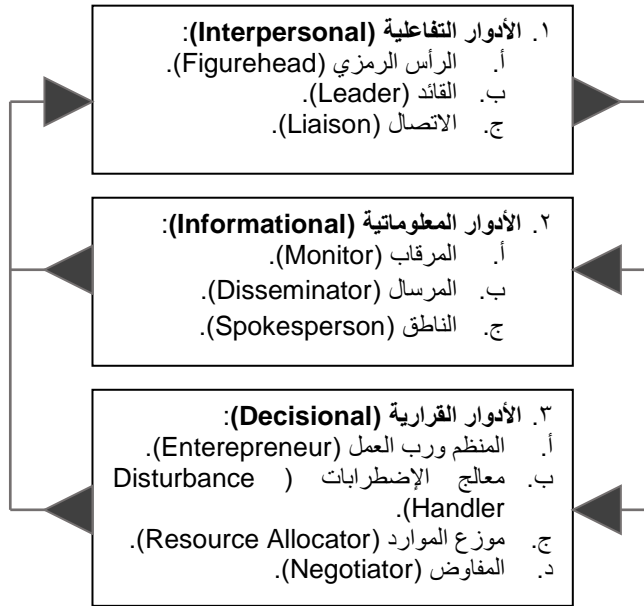 ١. الأدوار التفاعلية (Interpersonal):
أ. الرأس الرمزي (Figurehead).
ب. القائد (Leader).
ج. الاتصال (Liaison).
٢. الأدوار المعلوماتية (Informational):
أ. المرقاب (Monitor).
ب. المرسال (Disseminator).
ج. الناطق (Spokesperson).
٣. الأدوار القرارية (Decisional):
أ. المنظم ورب العمل (Enterepreneur).
ب. معالج الإضطرابات ( Disturbance
Handler).
ج. موزع الموارد (Resource Allocator).
د. المفاوض (Negotiator).